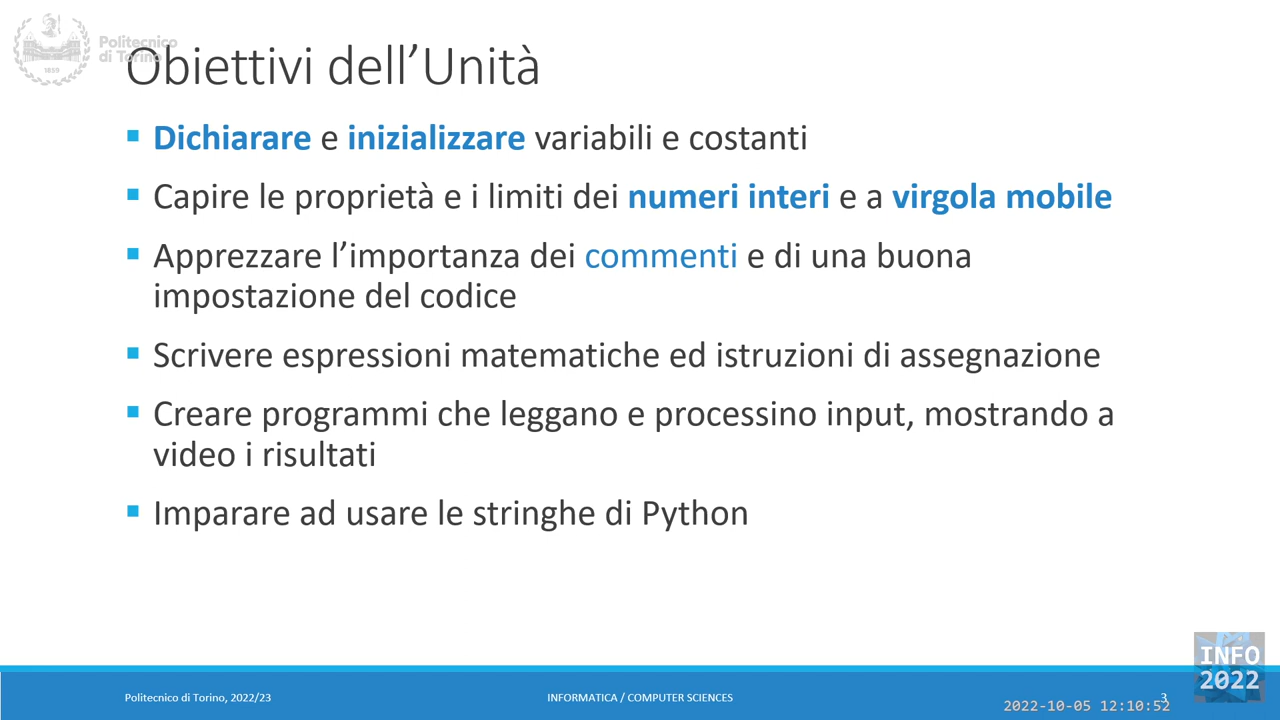 Politecnico
di Torino
1859
Obiettivi dell’Unità
Dichiarare e inizializzare variabili e costanti
Capire le proprietà e i limiti dei numeri interi e a virgola mobile
Apprezzare l’importanza dei commenti e di una buona
impostazione del codice
Scrivere espressioni matematiche ed istruzioni di assegnazione
Creare programmi che leggano e processino input, mostrando a
video i risultati
Imparare ad usare le stringhe di Python
INFO
2022
Politecnico di Torino, 2022/23
INFORMATICA / COMPUTER SCIENCES
3
2022-10-05 12:10:52